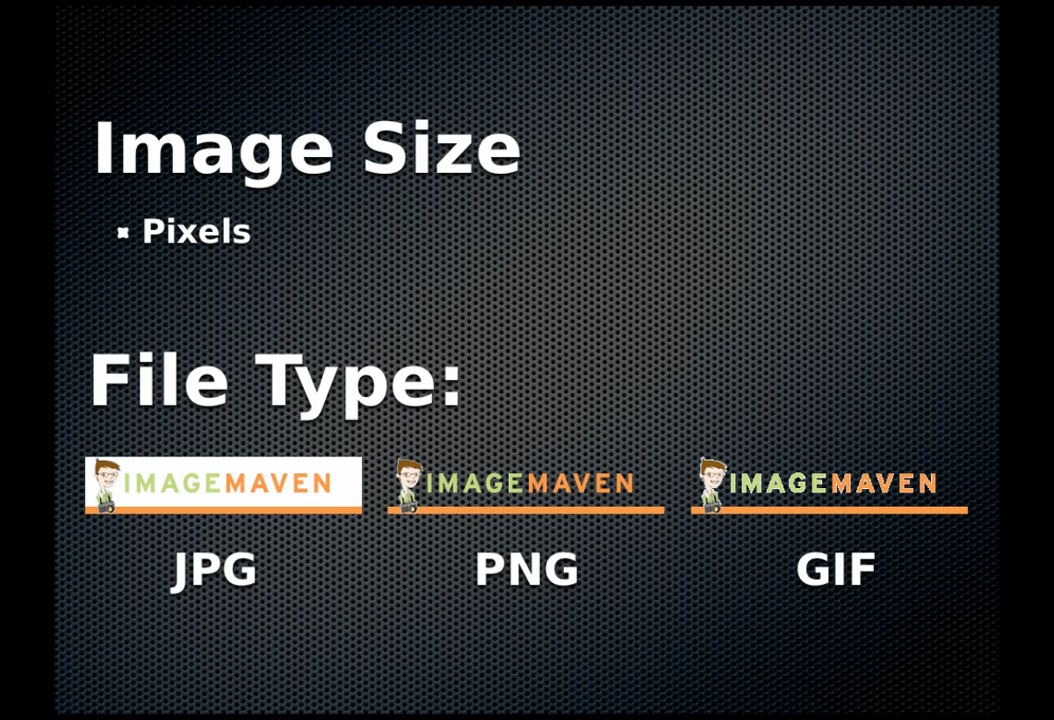 Image Size
Pixels
File Type:
IMAGEMAVEN IMAGEMAVEN IMAGEMAVEN
JPG PNG GIF